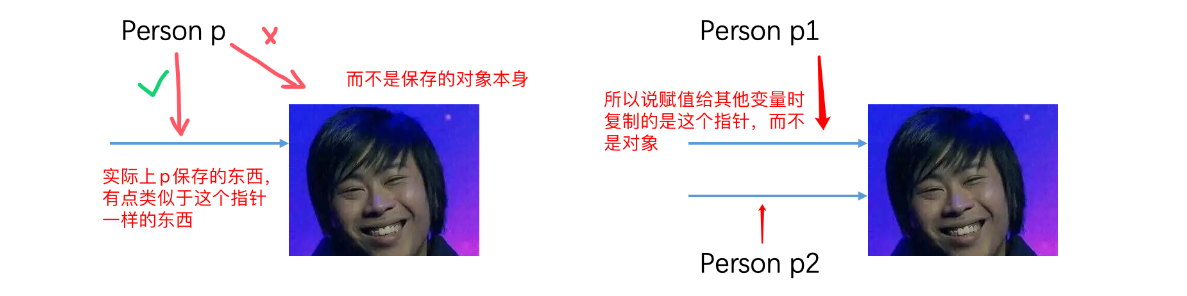 Person p
而不是保存的对象本身
实际上p保存的东西,
有点类似于这个指针
一样的东西
Person p1
所以说赋值给其他变量时
复制的是这个指针，而不
是对象
Person p2